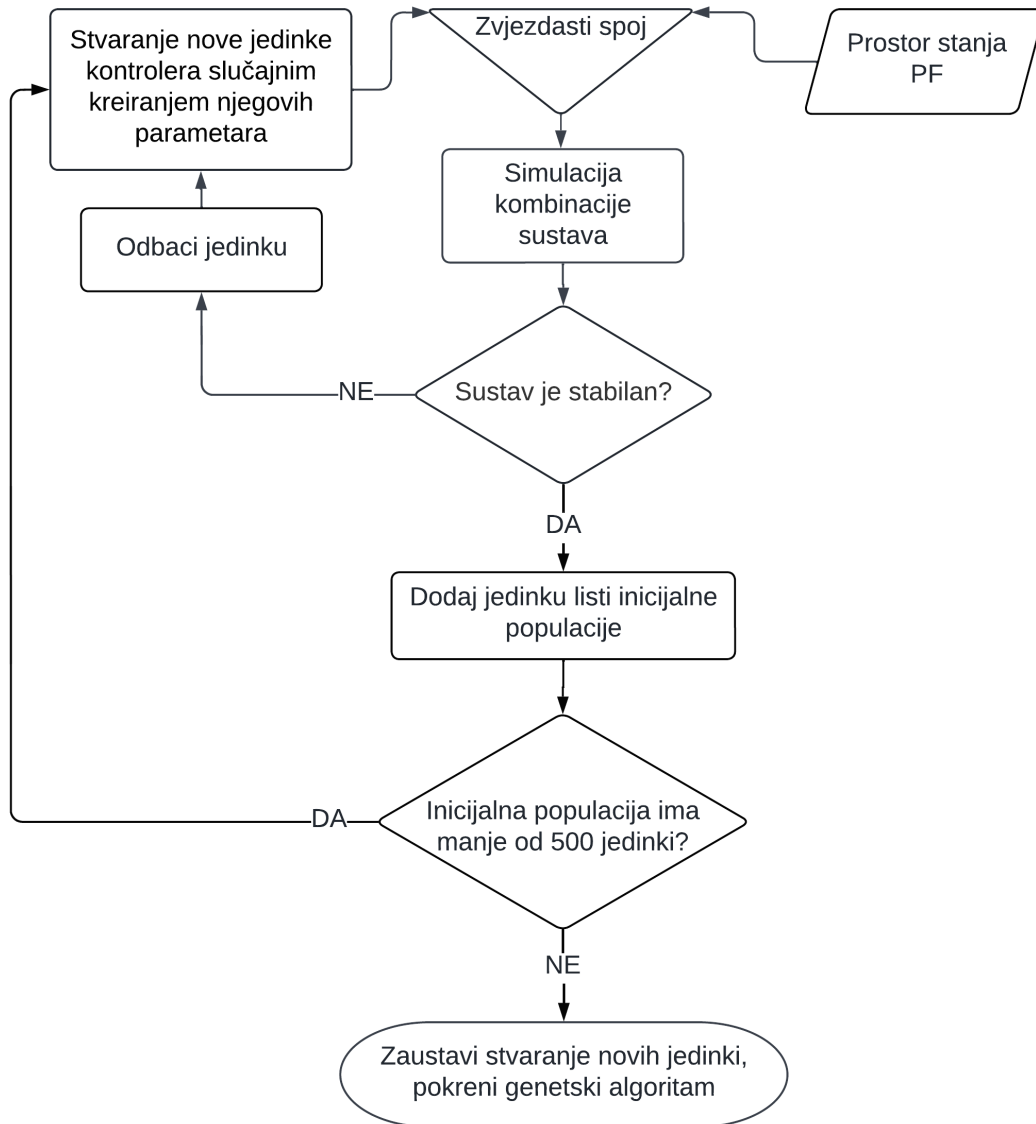 Stvaranje nove jedinke
kontrolera slučajnim
kreiranjem njegovih
parametara
Zvjezdasti spoj
Prostor stanja
PF
Simulacija
kombinacije
sustava
Odbaci jedinku
NE
Sustav je stabilan?
DA
Dodaj jedinku listi inicijalne
populacije
DA
Inicijalna populacija ima
manje od 500 jedinki?
NE
Zaustavi stvaranje novih jedinki,
pokreni genetski algoritam